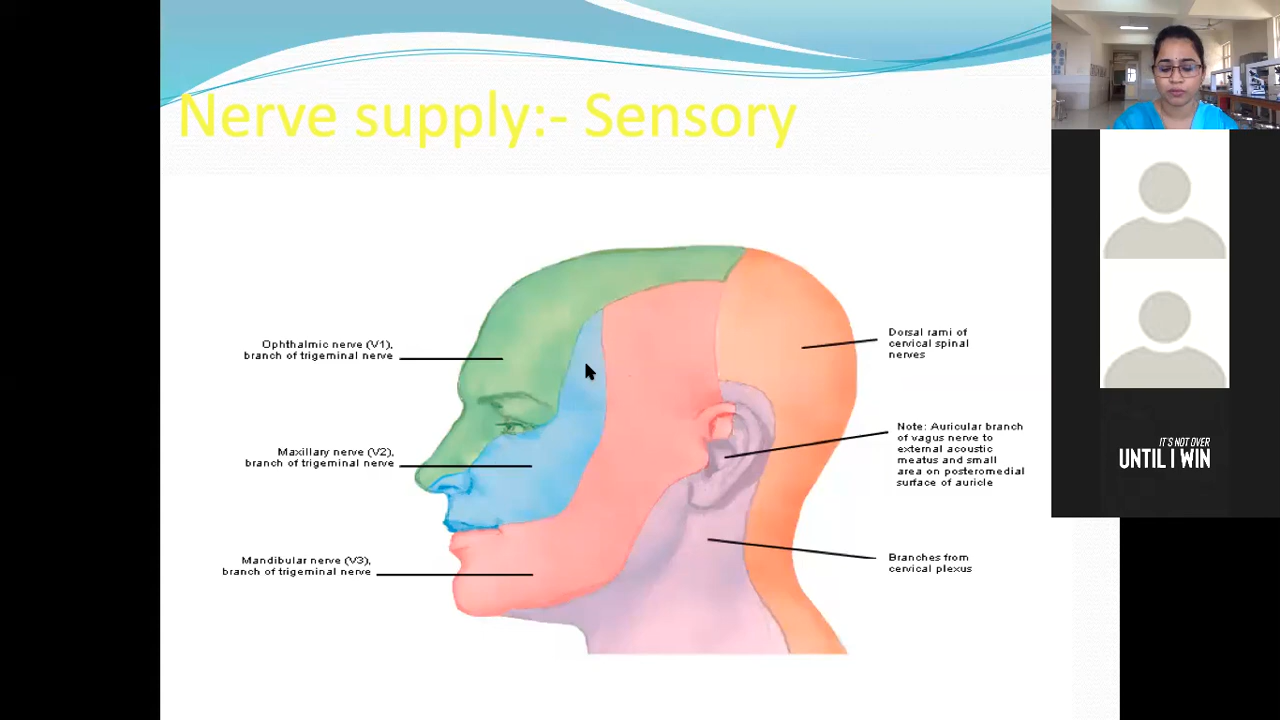 Nerve supply:- Sensory
Ophthalmic nerve (V1),
branch of trigeminal nerve
Maxillary nerve (V2),
branch of trigeminal nerve
Mandibular nerve (V3),
branch of trigeminal nerve
Dorsal rami of
cervical spinal
nerves
Note: Auricular branch
of vagus nerve to
external acoustic
meatus and small
area on posteromedial
surface of auricle
Branches from
cervical plexus
IT'S NOT OVER
UNTIL I WIN